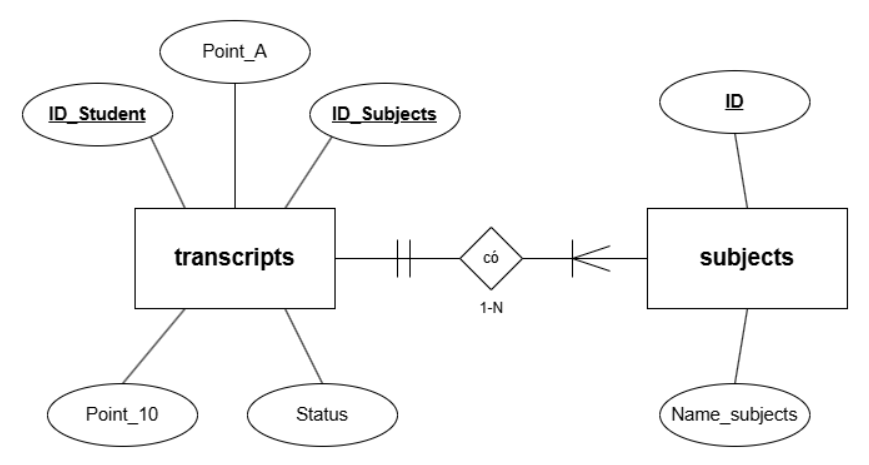 Point_A
ID_Student
ID_Subjects
ID
transcripts
có
subjects
1-N
Point_10
Status
Name_subjects